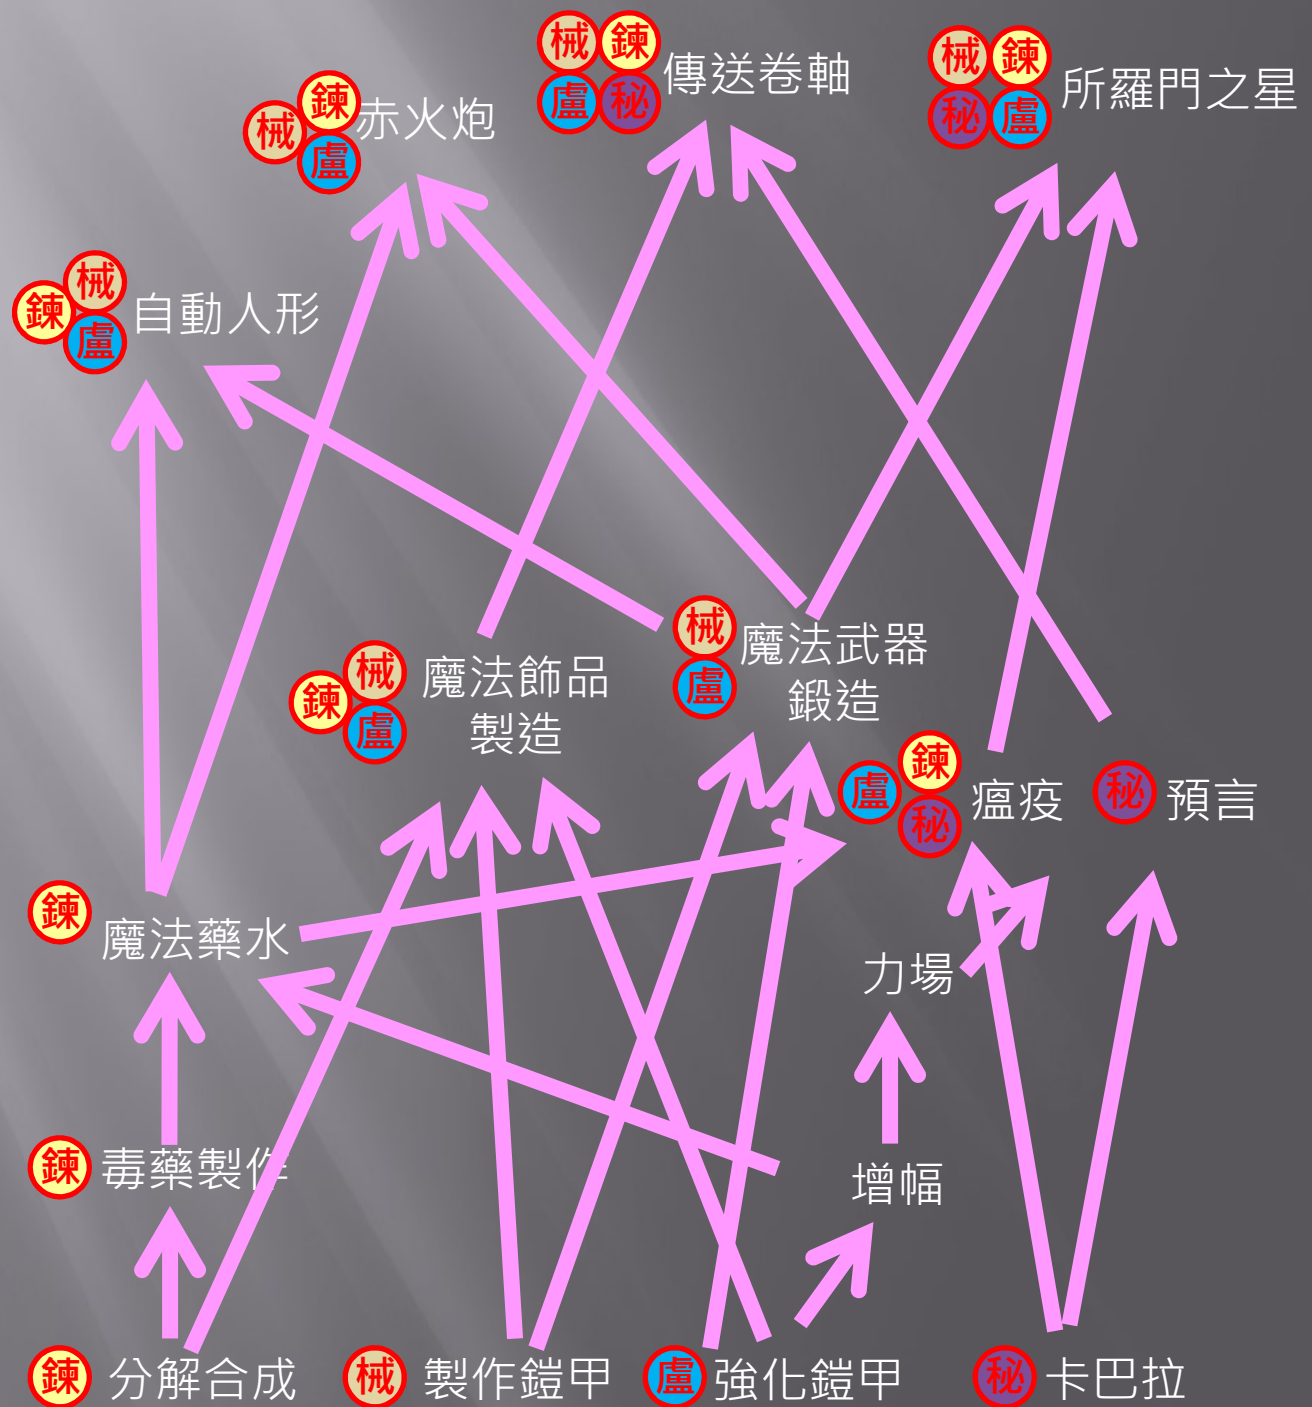 械 鍊
盧 秘
傳送卷軸
械 鍊
秘 盧
所羅門之星
械 鍊
盧
赤火炮
鍊 械
盧
自動人形
鍊 械
盧
魔法飾品
製造
械
盧
魔法武器
鍛造
盧 鍊
秘
瘟疫
秘 預言
鍊 魔法藥水
力場
鍊 毒藥製作
增幅
鍊 分解合成
械 製作鎧甲
盧 強化鎧甲
秘 卡巴拉